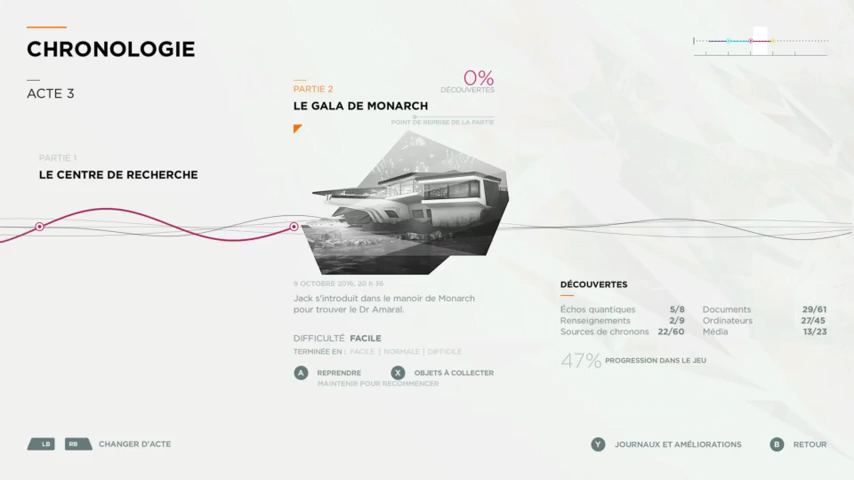 CHRONOLOGIE
ACTE 3
PARTIE 1
LE CENTRE DE RECHERCHE
PARTIE 2
0%
DÉCOUVERTES
LE GALA DE MONARCH
POINT DE REPRISE DE LA PARTIE
9 OCTOBRE 2016, 20 h 36
Jack s'introduit dans le manoir de Monarch
pour trouver le Dr Amaral.
DIFFICULTÉ FACILE
TERMINÉE EN : FACILE | NORMALE | DIFFICILE
A REPRENDRE X OBJETS À COLLECTER
MAINTENIR POUR RECOMMENCER
DÉCOUVERTES
Échos quantiques 5/8 Documents 29/61
Renseignements 2/9 Ordinateurs 27/45
Sources de chronons 22/60 Média 13/23
47% PROGRESSION DANS LE JEU
LB RB CHANGER D'ACTE
Y JOURNAUX ET AMÉLIORATIONS B RETOUR